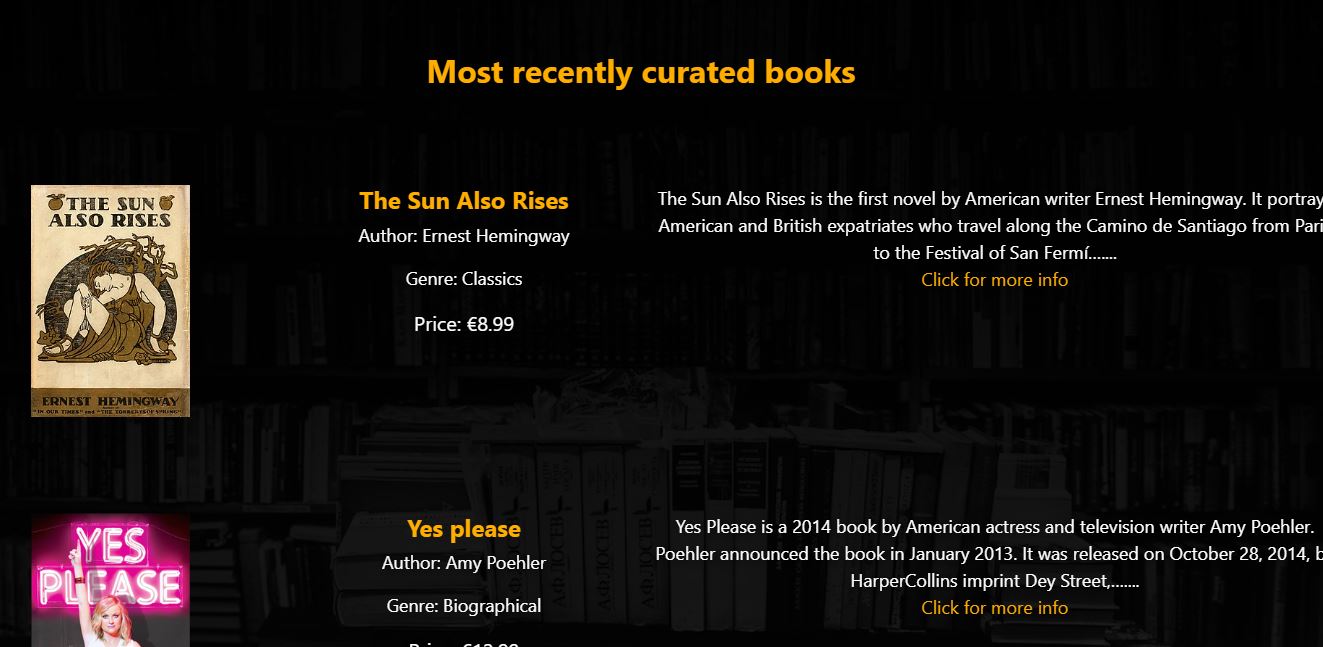 Most recently curated books
THE SUN
ALSO RISES
ERNEST HEMINGWAY
"IN OUR TIMES" and "THE TORRENTS OF SPRING"
The Sun Also Rises
Author: Ernest Hemingway
Genre: Classics
Price: €8.99
The Sun Also Rises is the first novel by American writer Ernest Hemingway. It portray
American and British expatriates who travel along the Camino de Santiago from Pari
to the Festival of San Fermí.......
Click for more info
YES
PLEASE
Yes please
Author: Amy Poehler
Genre: Biographical
Yes Please is a 2014 book by American actress and television writer Amy Poehler.
Poehler announced the book in January 2013. It was released on October 28, 2014, b
HarperCollins imprint Dey Street,.......
Click for more info